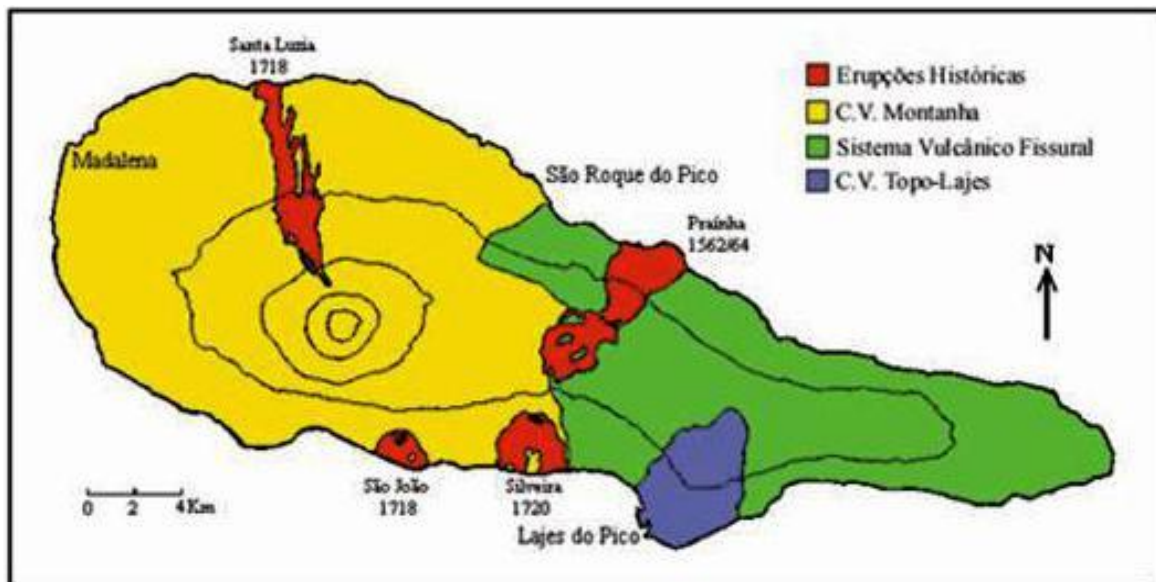 Santa Luzia
1718
Madalena
Erupções Históricas
C.V. Montanha
Sistema Vulcânico Fissural
C.V. Topo-Lajes
São Roque do Pico
Praínha
1562/64
N
0 2 4 Km
São João
1718
Silveira
1720
Lajes do Pico